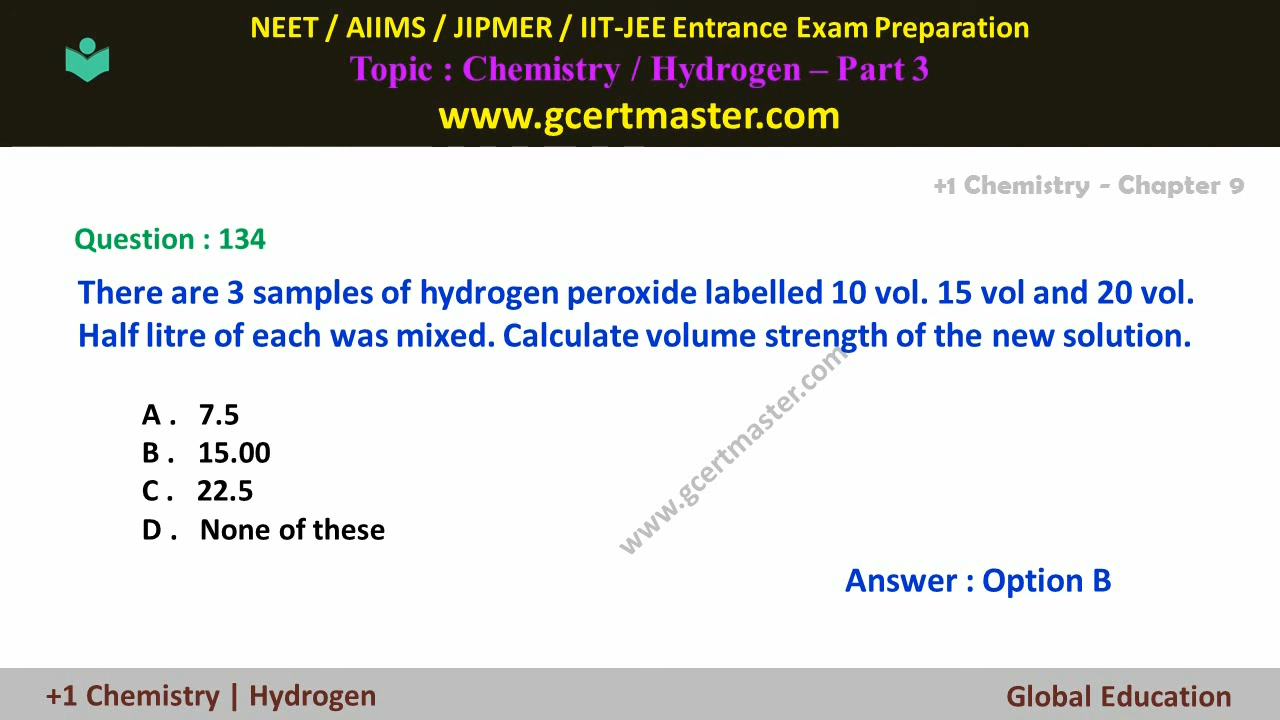 NEET / AIIMS / JIPMER / IIT-JEE Entrance Exam Preparation
Topic : Chemistry / Hydrogen – Part 3
www.gcertmaster.com
+1 Chemistry - Chapter 9
Question : 134
There are 3 samples of hydrogen peroxide labelled 10 vol. 15 vol and 20 vol.
Half litre of each was mixed. Calculate volume strength of the new solution.
A . 7.5
B . 15.00
C . 22.5
D . None of these
www.gcertmaster.com
Answer : Option B
+1 Chemistry | Hydrogen
Global Education